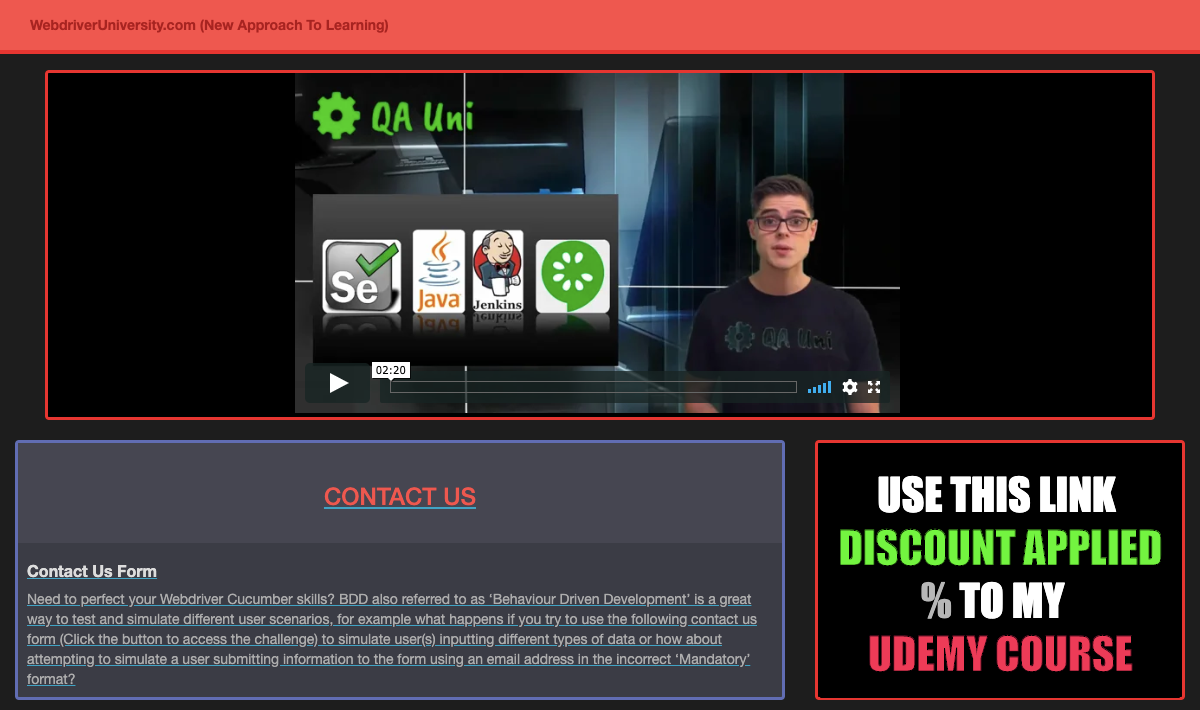 WebdriverUniversity.com (New Approach To Learning)
QA Uni
Se
Java
Jenkins
QA Uni
02:20
CONTACT US
Contact Us Form
Need to perfect your Webdriver Cucumber skills? BDD also referred to as ‘Behaviour Driven Development’ is a great
way to test and simulate different user scenarios, for example what happens if you try to use the following contact us
form (Click the button to access the challenge) to simulate user(s) inputting different types of data or how about
attempting to simulate a user submitting information to the form using an email address in the incorrect ‘Mandatory’
format?
USE THIS LINK
DISCOUNT APPLIED
% TO MY
UDEMY COURSE